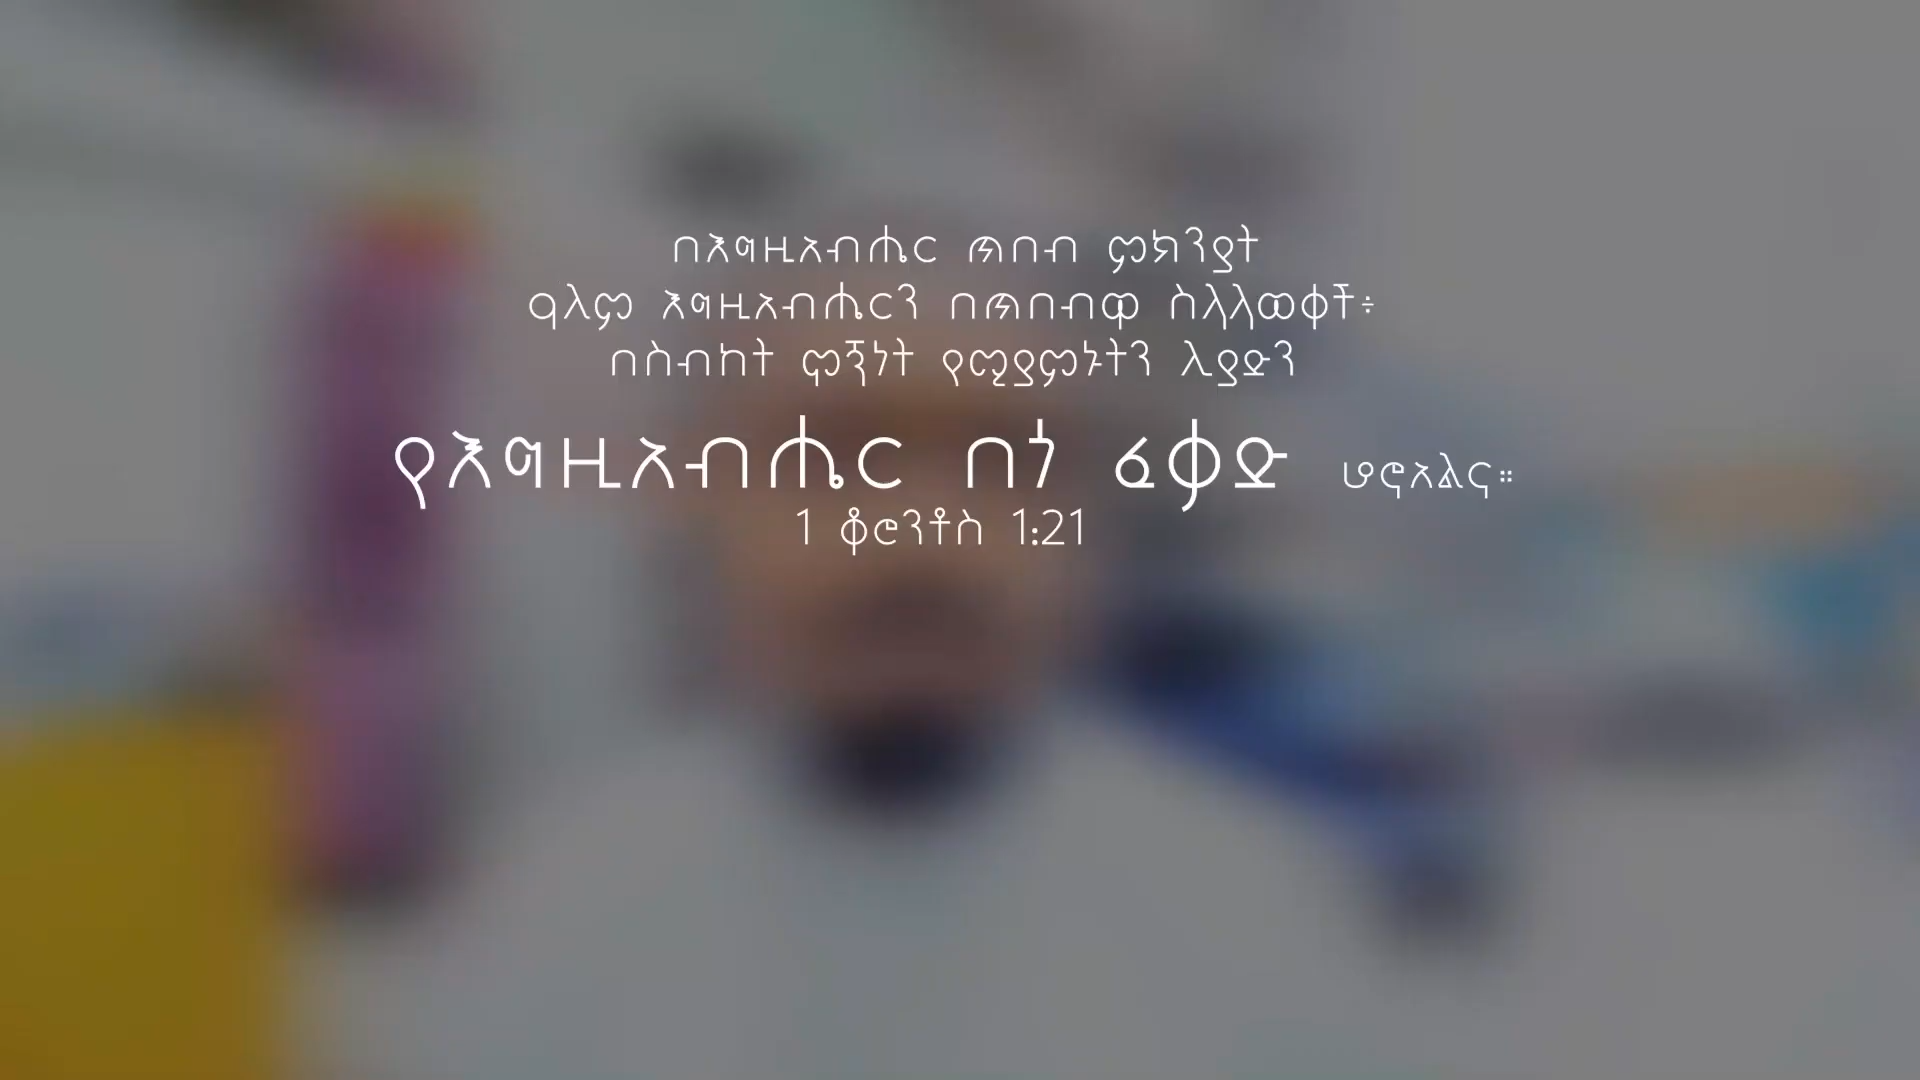 በእግዚአብሔር ጥበብ ምክንያት
ዓለም እግዚአብሔርን በጥበብዋ ስላላወቀች፥
በስብከት ሞኝነት የሚያምኑትን ሊያድን
የእግዚአብሔር በጎ ፈቃድ ሆኖአልና።
1 ቆሮንቶስ 1:21